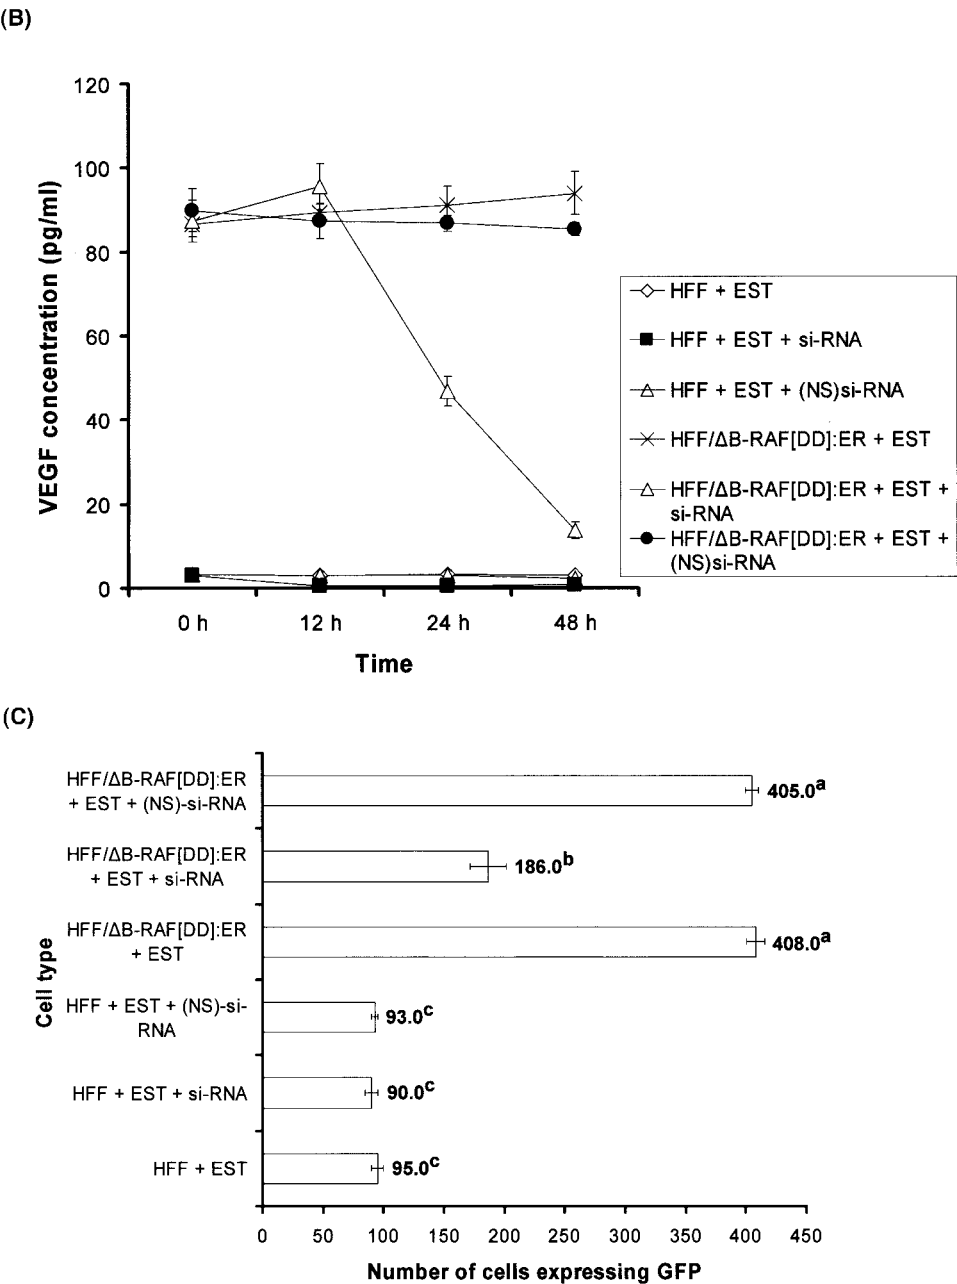 (B)
120
100
80
60
40
20
0
VEGF concentration (pg/ml)
0 h
12 h
24 h
48 h
Time
HFF + EST
HFF + EST + si-RNA
HFF + EST + (NS)si-RNA
HFF/ΔB-RAF[DD]:ER + EST
HFF/ΔB-RAF[DD]:ER + EST +
si-RNA
HFF/ΔB-RAF[DD]:ER + EST +
(NS)si-RNA
(C)
Cell type
HFF/ΔB-RAF[DD]:ER
+ EST + (NS)-si-RNA
405.0a
HFF/ΔB-RAF[DD]:ER
+ EST + si-RNA
186.0b
HFF/ΔB-RAF[DD]:ER
+ EST
408.0a
HFF + EST + (NS)-si-
RNA
93.0c
HFF + EST + si-RNA
90.0c
HFF + EST
95.0c
0 50 100 150 200 250 300 350 400 450
Number of cells expressing GFP